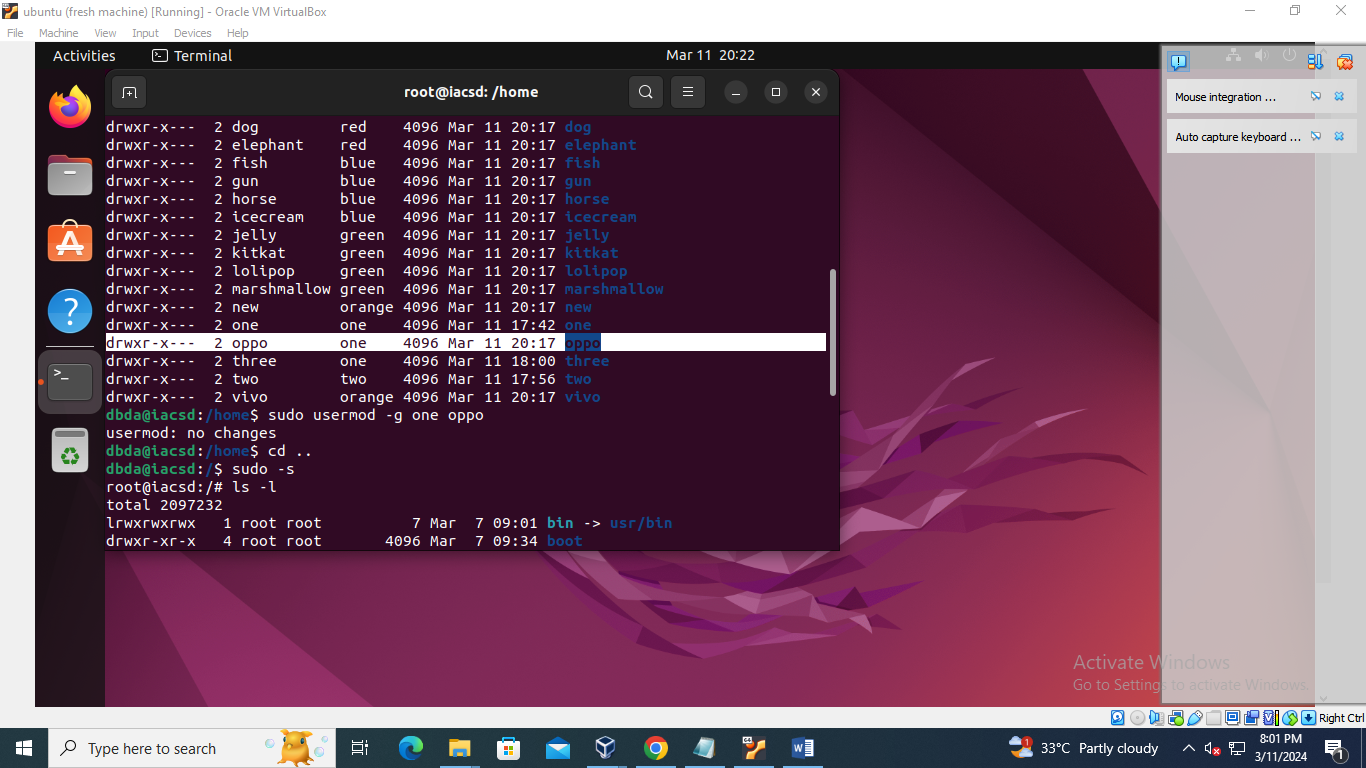 ubuntu (fresh machine) [Running] - Oracle VM VirtualBox
File Machine View Input Devices Help
Activities Terminal Mar 11 20:22
root@iacsd: /home
Mouse integration ...
Auto capture keyboard ...
drwxr-x--- 2 dog red 4096 Mar 11 20:17 dog
drwxr-x--- 2 elephant red 4096 Mar 11 20:17 elephant
drwxr-x--- 2 fish blue 4096 Mar 11 20:17 fish
drwxr-x--- 2 gun blue 4096 Mar 11 20:17 gun
drwxr-x--- 2 horse blue 4096 Mar 11 20:17 horse
drwxr-x--- 2 icecream blue 4096 Mar 11 20:17 icecream
drwxr-x--- 2 jelly green 4096 Mar 11 20:17 jelly
drwxr-x--- 2 kitkat green 4096 Mar 11 20:17 kitkat
drwxr-x--- 2 lolipop green 4096 Mar 11 20:17 lolipop
drwxr-x--- 2 marshmallow green 4096 Mar 11 20:17 marshmallow
drwxr-x--- 2 new orange 4096 Mar 11 20:17 new
drwxr-x--- 2 one one 4096 Mar 11 17:42 one
drwxr-x--- 2 oppo one 4096 Mar 11 20:17 oppo
drwxr-x--- 2 three one 4096 Mar 11 18:00 three
drwxr-x--- 2 two two 4096 Mar 11 17:56 two
drwxr-x--- 2 vivo orange 4096 Mar 11 20:17 vivo
dbda@iacsd:/home$ sudo usermod -g one oppo
usermod: no changes
dbda@iacsd:/home$ cd ..
dbda@iacsd:/$ sudo -s
root@iacsd:/# ls -l
total 2097232
lrwxrwxrwx 1 root root 7 Mar 7 09:01 bin -> usr/bin
drwxr-xr-x 4 root root 4096 Mar 7 09:34 boot
Activate Windows
Go to Settings to activate Windows.
Right Ctrl
Type here to search
33°C Partly cloudy
8:01 PM
3/11/2024